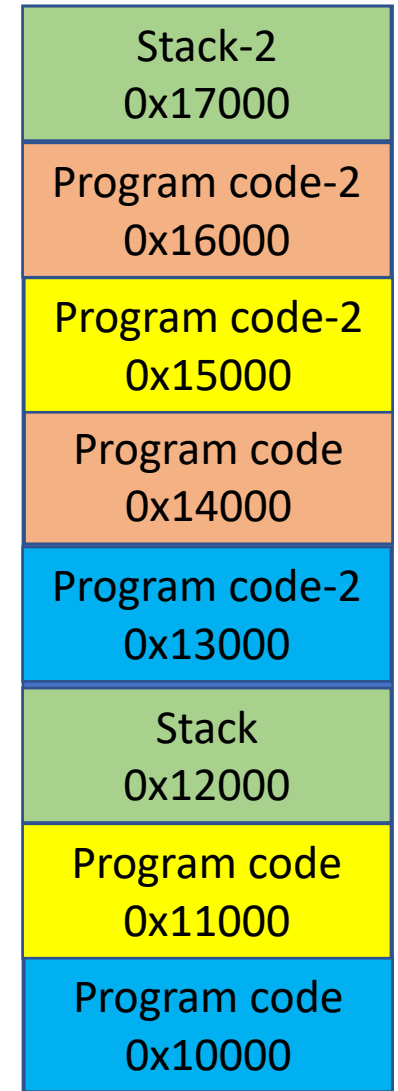 Stack-2
0x17000
Program code-2
0x16000
Program code-2
0x15000
Program code
0x14000
Program code-2
0x13000
Stack
0x12000
Program code
0x11000
Program code
0x10000